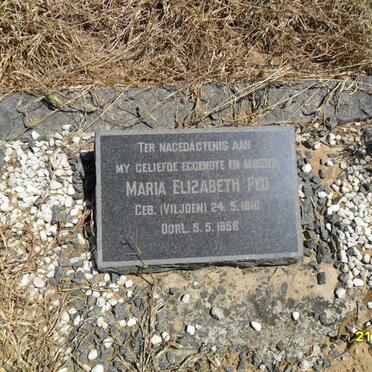 TER NAGEDAGTENIS AAN
MY GELIEFDE EGGENOTE EN MOEDER
MARIA ELIZABETH
GEB. (VILJOEN) 24. 5. 1910
OORL. 5. 5. 1956
21